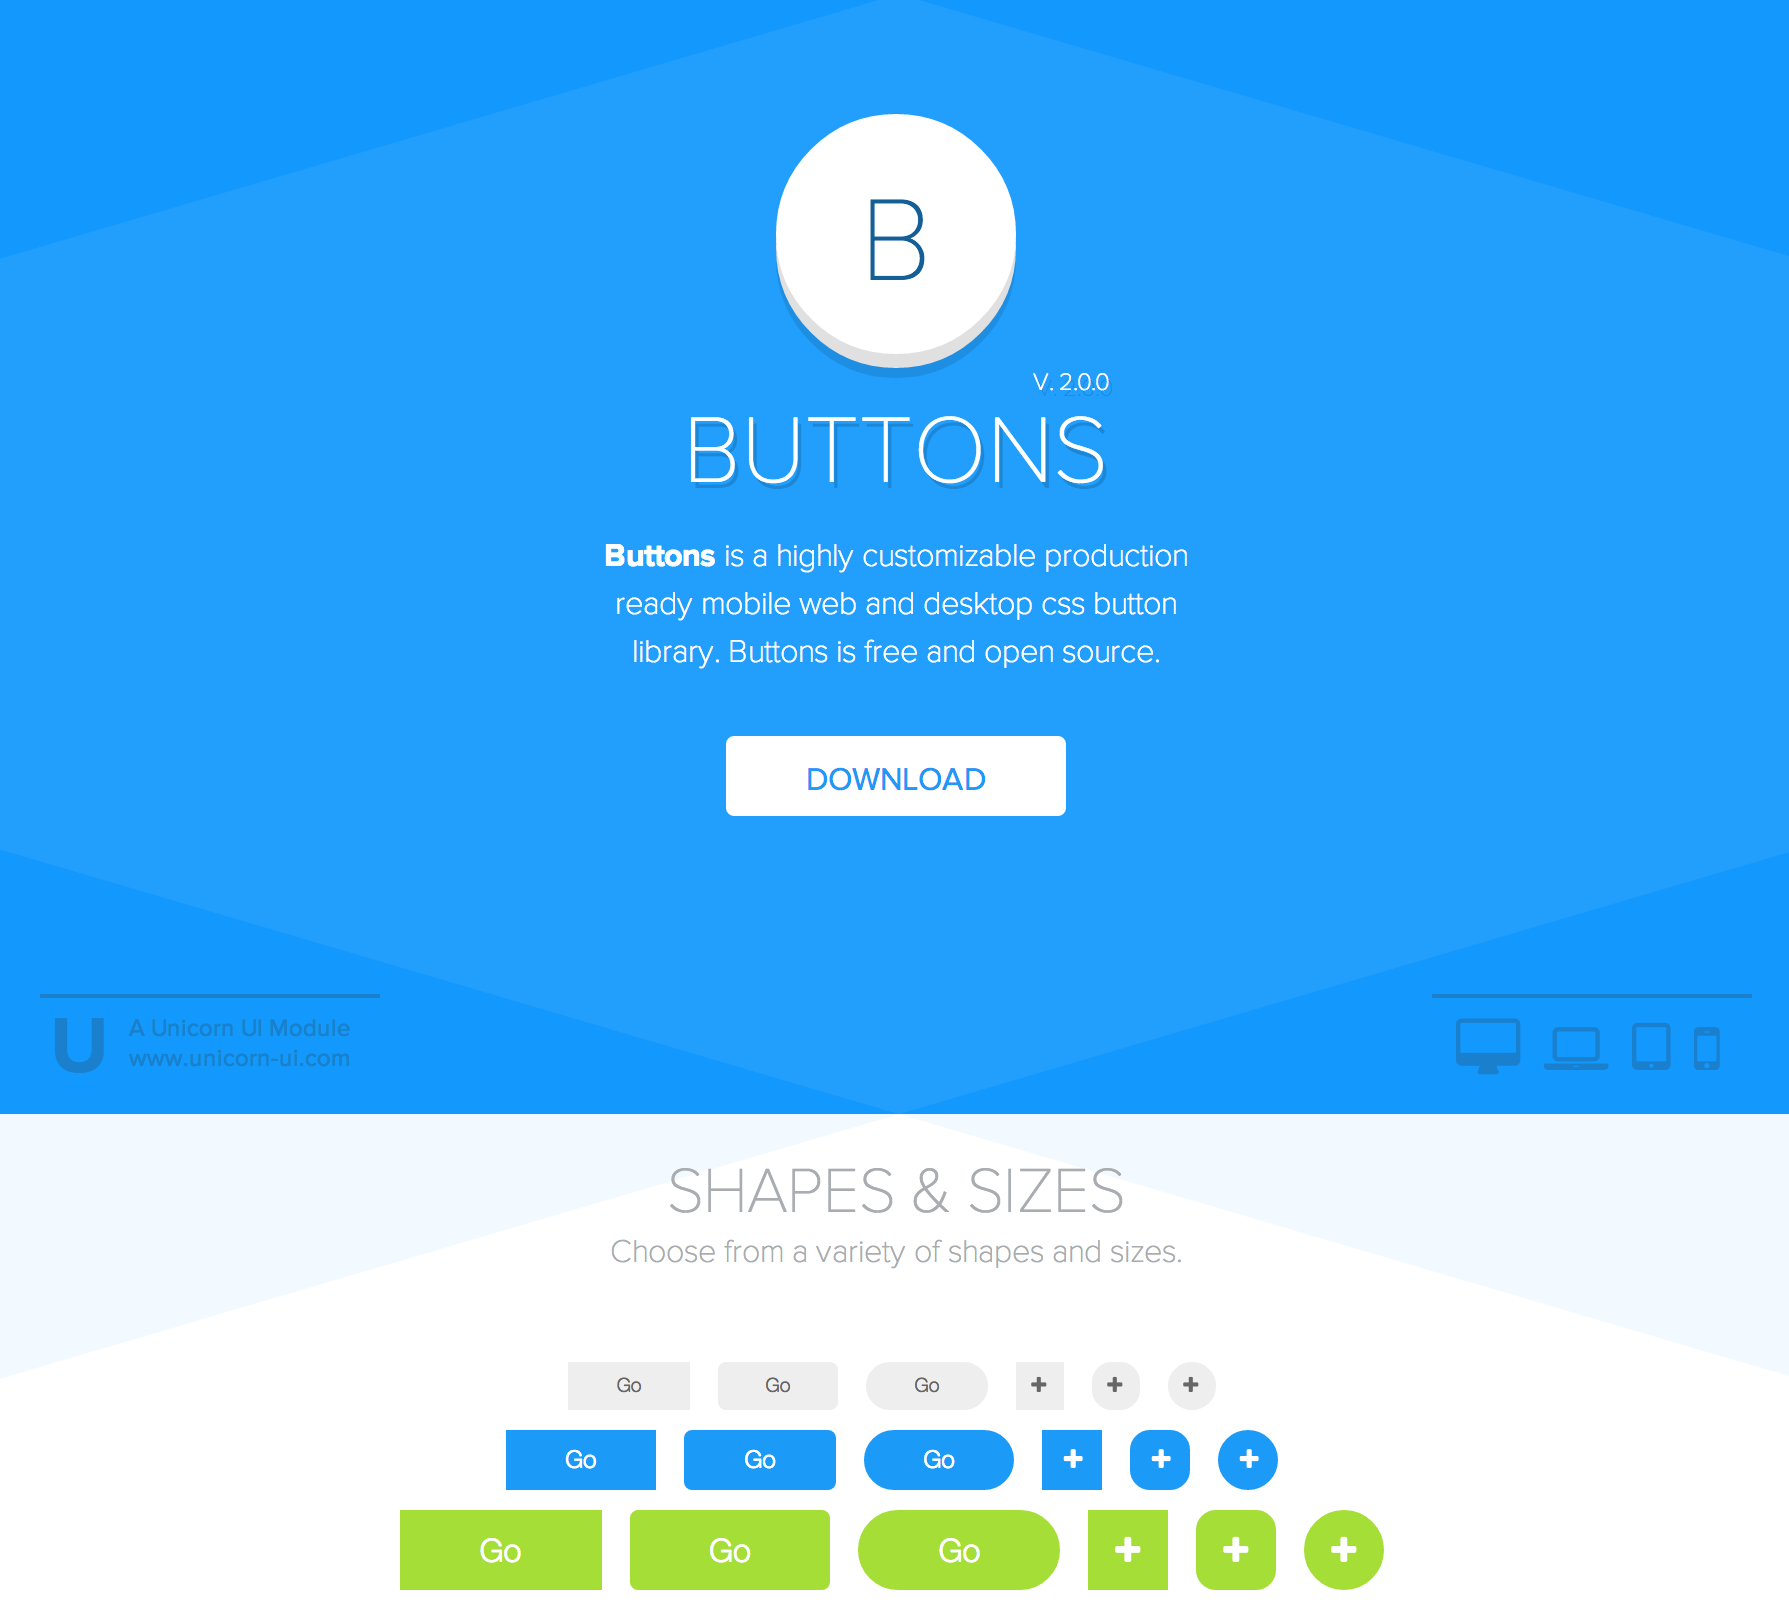 B
V. 2.0.0
BUTTONS
Buttons is a highly customizable production
ready mobile web and desktop css button
library. Buttons is free and open source.
DOWNLOAD
U
A Unicorn UI Module
www.unicorn-ui.com
SHAPES & SIZES
Choose from a variety of shapes and sizes.
Go Go Go + + +
Go Go Go + + +
Go Go Go + + +